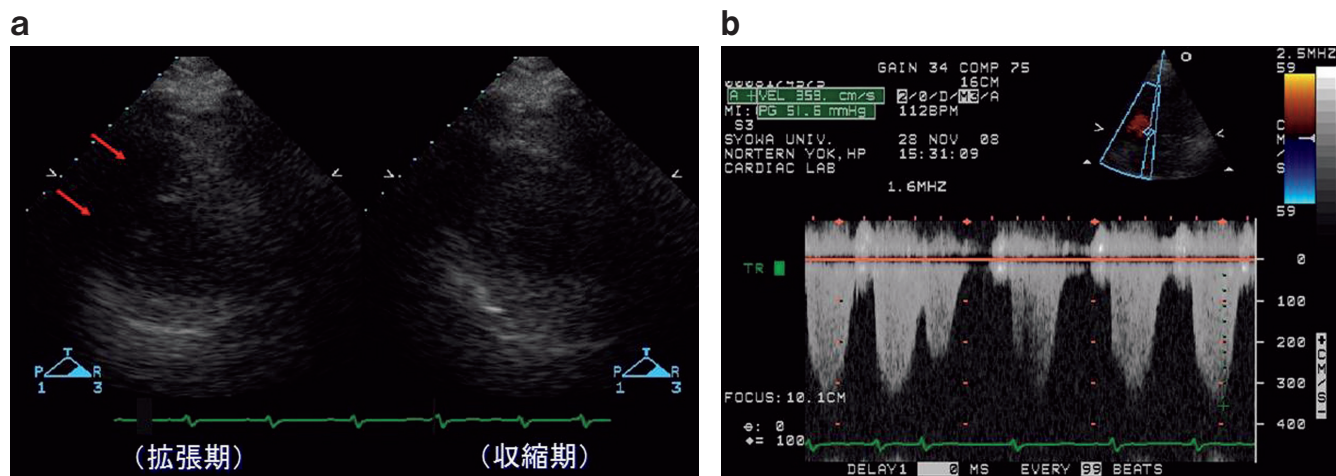 a
P
T
R
1
3
P
T
R
1
3
(拡張期)
(収縮期)
b
2.5MHZ
GAIN 34 COMP 75
59
16CM
A + VEL 359. cm/s 2/0/D/M3/A
PG 51.6 mmHg
112BPM
MI:
S3
SYOWA UNIV. 28 NOV 08
NORTERN YOK,HP 15:31:09
CARDIAC LAB
1.6MHZ
59
TR
0
100
200
300
400
+CM/S-
FOCUS:10.1CM
: 0
= 100
DELAY1 0 MS EVERY 99 BEATS